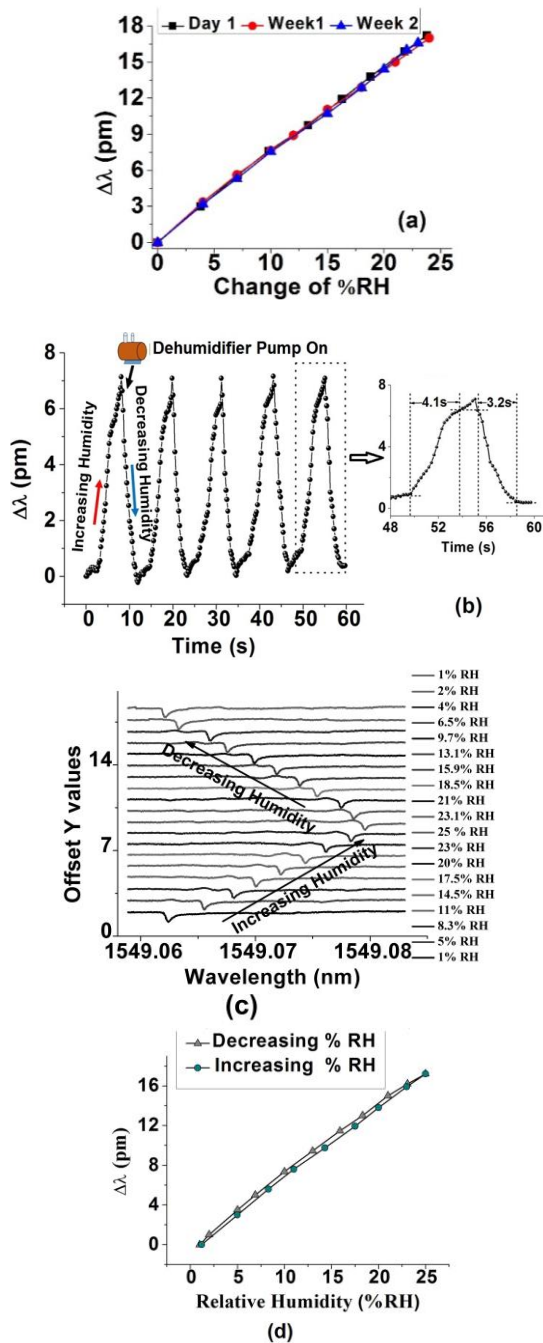 Day 1 Week1 Week 2
18
15
12
9
6
3
0
Δλ (pm)
(a)
0 5 10 15 20 25
Change of %RH
Dehumidifier Pump On
8
6
4
2
0
Δλ (pm)
Increasing Humidity
Decreasing Humidity
0 10 20 30 40 50 60
Time (s)
8
4
0
4.1s 3.2s
48 52 56 60
Time (s)
(b)
14
7
0
Offset Y values
Decreasing Humidity
Increasing Humidity
1549.06 1549.07 1549.08
Wavelength (nm)
1% RH
2% RH
4% RH
6.5% RH
9.7% RH
13.1% RH
15.9% RH
18.5% RH
21% RH
23.1% RH
25 % RH
23% RH
20% RH
17.5% RH
14.5% RH
11% RH
8.3% RH
5% RH
1% RH
(c)
Decreasing % RH
Increasing % RH
16
12
8
4
0
Δλ (pm)
0 5 10 15 20 25
Relative Humidity (%RH)
(d)